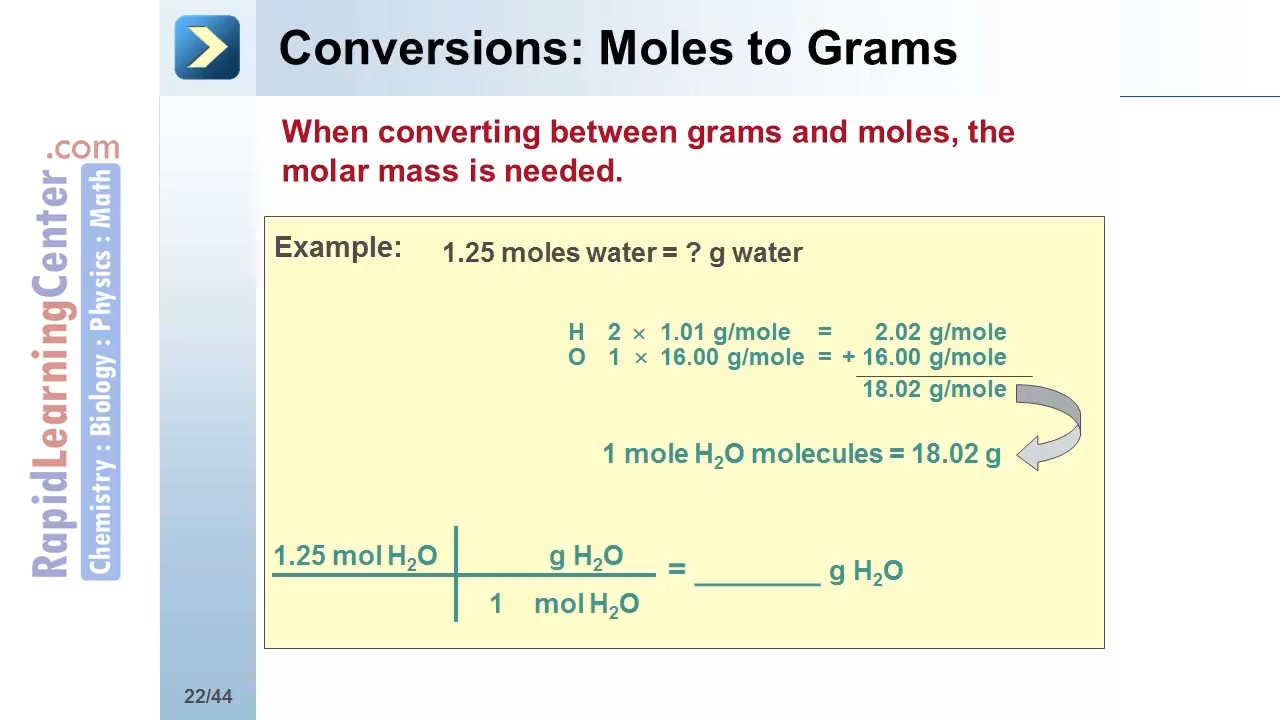 Conversions: Moles to Grams
When converting between grams and moles, the
molar mass is needed.
Example: 1.25 moles water = ? g water
H 2 × 1.01 g/mole = 2.02 g/mole
O 1 × 16.00 g/mole = + 16.00 g/mole
18.02 g/mole
1 mole H₂O molecules = 18.02 g
1.25 mol H₂O g H₂O = ________ g H₂O
1 mol H₂O
22/44
RapidLearningCenter.com
Chemistry : Biology : Physics : Math